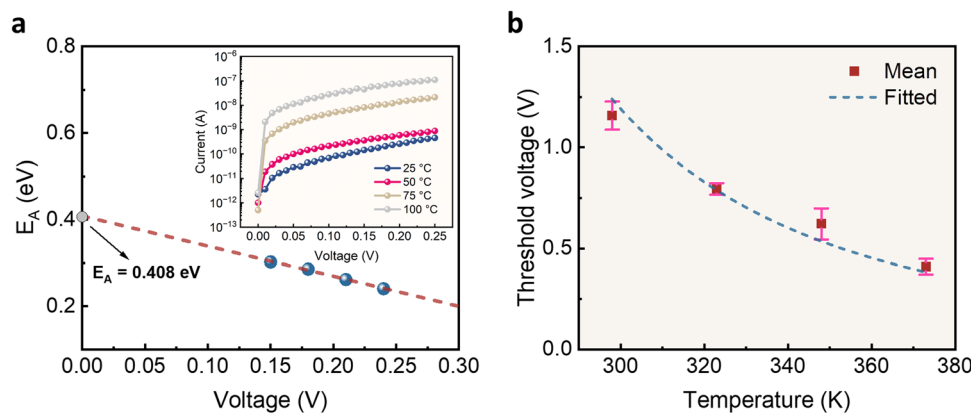 a
E_A (eV)
0.8
0.6
0.4
0.2
0.00
0.05
0.10
0.15
0.20
0.25
0.30
Voltage (V)
E_A = 0.408 eV
Current (A)
10⁻⁶
10⁻⁷
10⁻⁸
10⁻⁹
10⁻¹⁰
10⁻¹¹
10⁻¹²
10⁻¹³
25 °C
50 °C
75 °C
100 °C
0.00
0.05
0.10
0.15
0.20
0.25
Voltage (V)
b
Threshold voltage (V)
1.5
1.0
0.5
0.0
Mean
Fitted
300
320
340
360
380
Temperature (K)